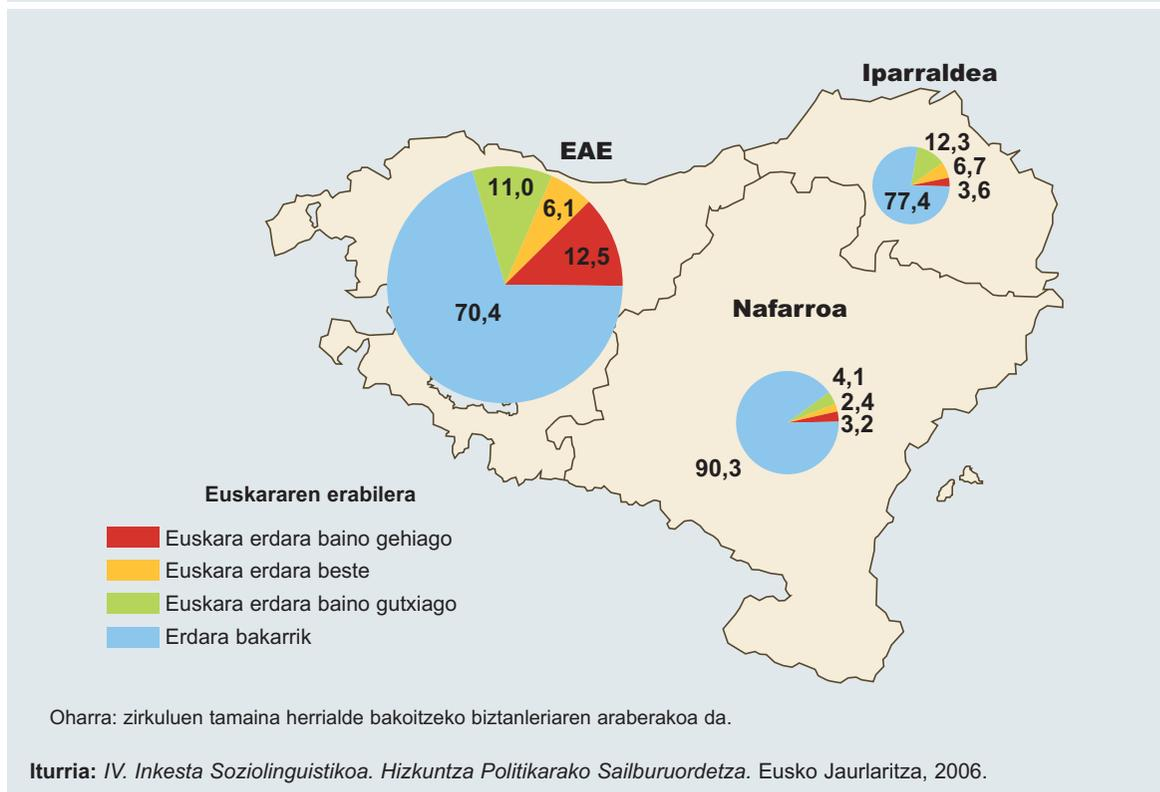 Iparraldea
12,3
6,7
3,6
77,4
EAE
11,0
6,1
12,5
70,4
Nafarroa
4,1
2,4
3,2
90,3
Euskararen erabilera
Euskara erdara baino gehiago
Euskara erdara beste
Euskara erdara baino gutxiago
Erdara bakarrik
Oharra: zirkuluen tamaina herrialde bakoitzeko biztanleriaren araberakoa da.
Iturria: IV. Inkesta Soziolinguistikoa. Hizkuntza Politikarako Sailburuordetza. Eusko Jaurlaritza, 2006.